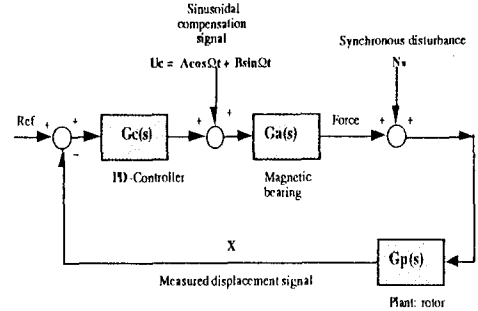 Sinusoidal
compensation
signal
Uc = AcosΩt + BsinΩt
Synchronous disturbance
Ref
+
+
−
Gc(s)
+
+
Ga(s)
Force
+
+
PD-Controller
Magnetic
bearing
X
Gp(s)
Measured displacement signal
Plant: rotor